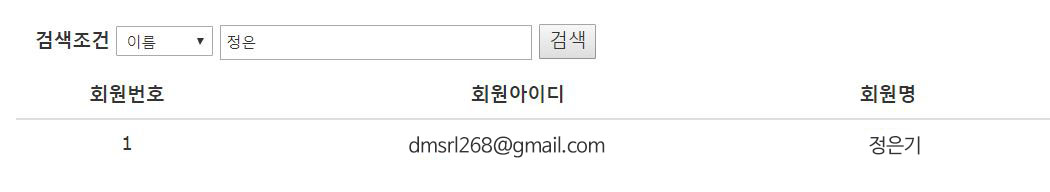 검색조건 이름 ▼ 정은 검색
회원번호 회원아이디 회원명
1 dmsrl268@gmail.com 정은기